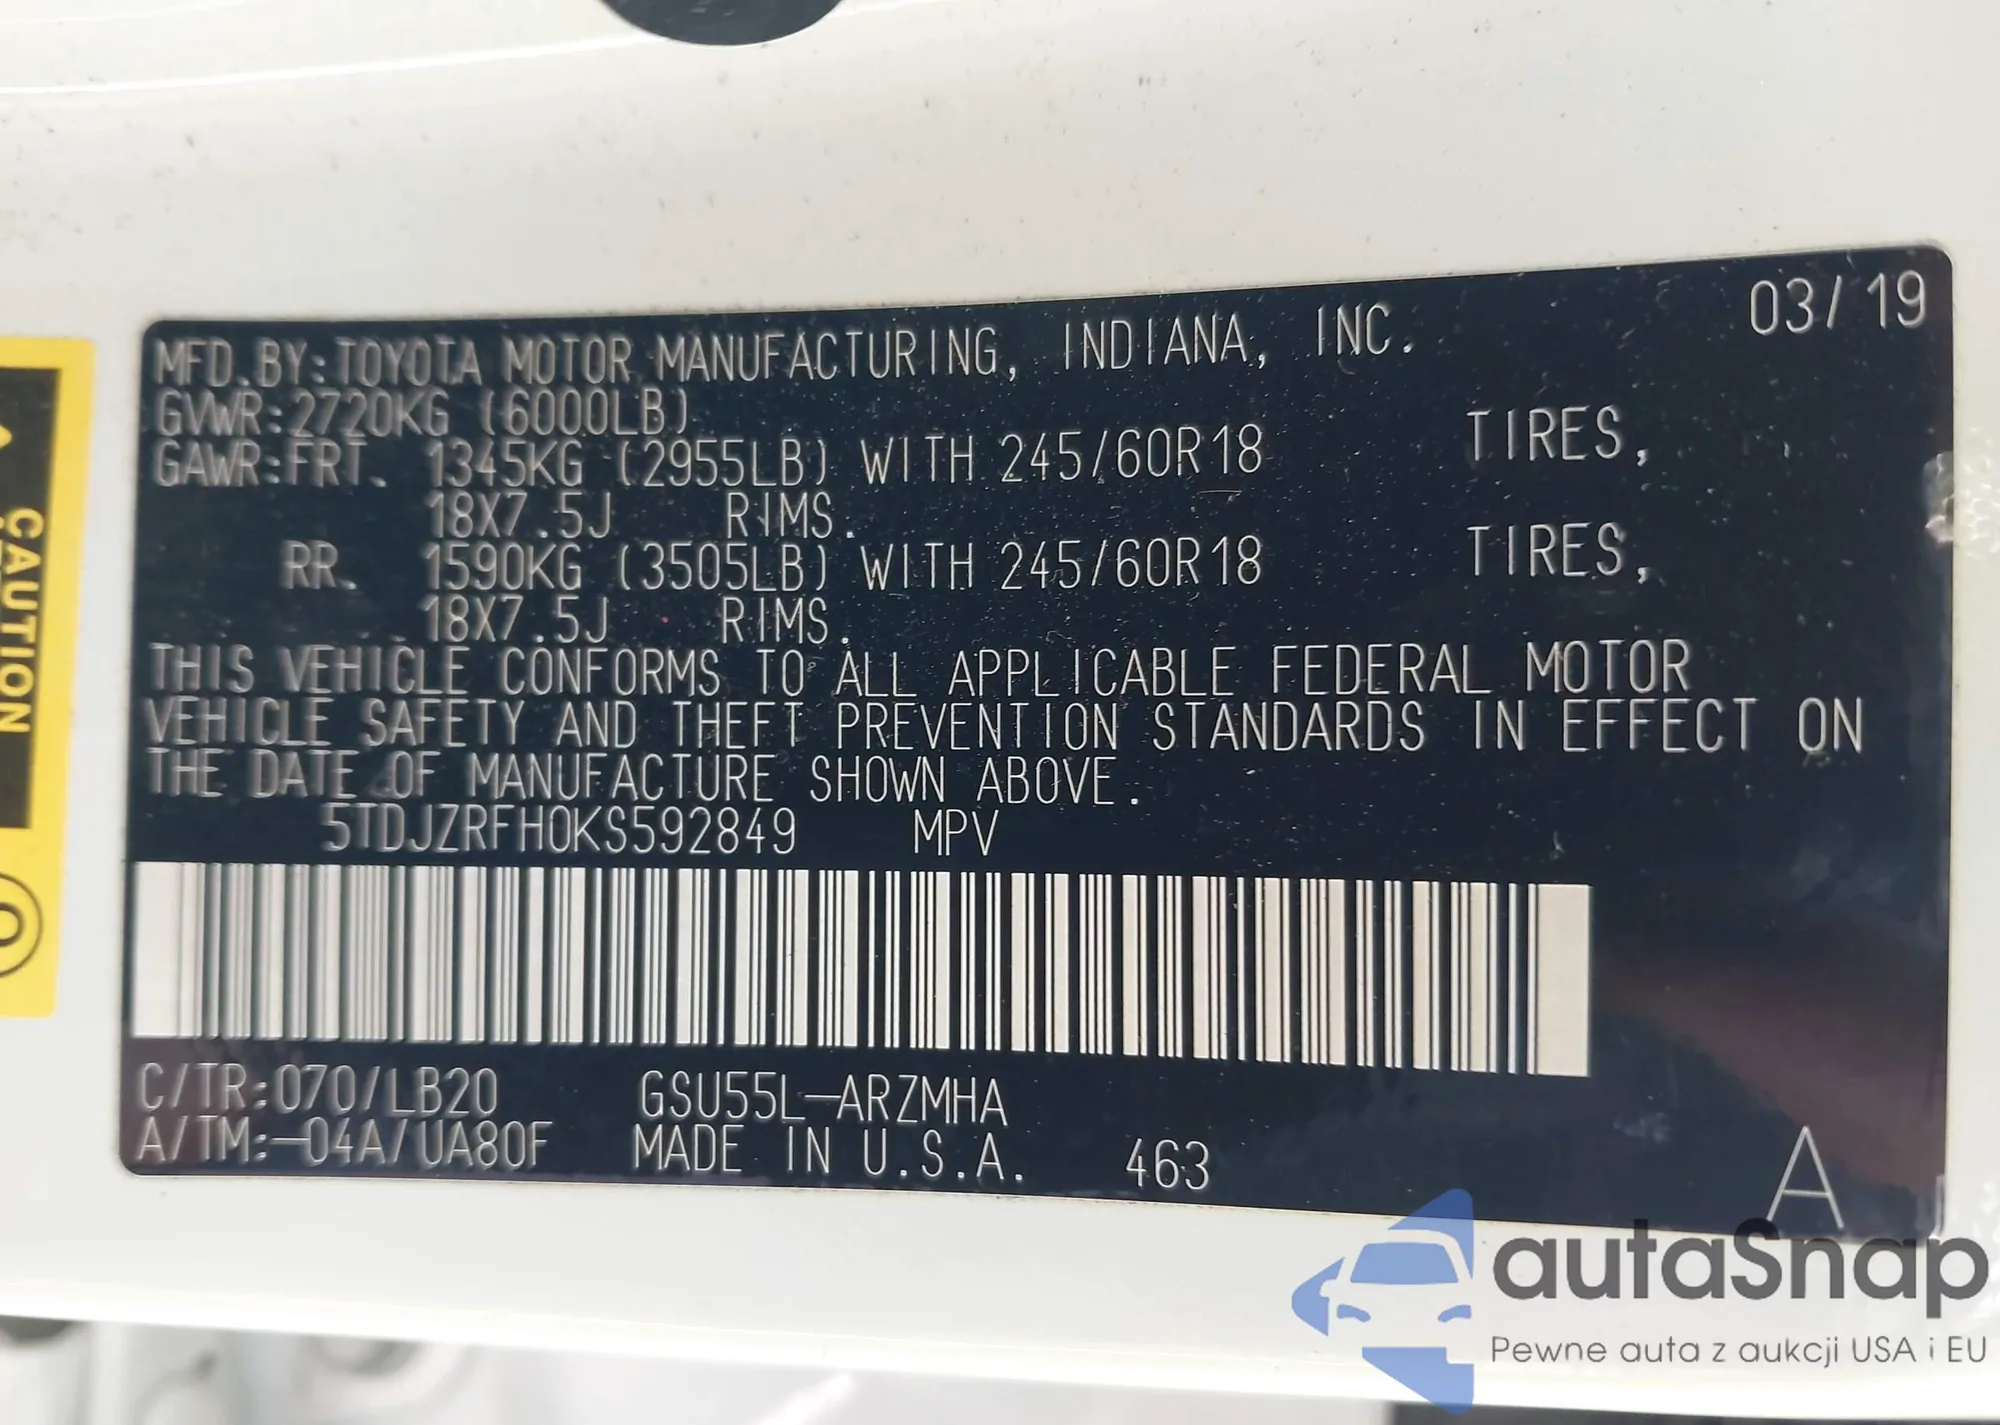 03/19
MFD.BY:TOYOTA MOTOR MANUFACTURING, INDIANA, INC.
GVWR:2720KG (6000LB)
GAWR:FRT. 1345KG (2955LB) WITH 245/60R18 TIRES,
18X7.5J RIMS.
RR. 1590KG (3505LB) WITH 245/60R18 TIRES,
18X7.5J RIMS.
THIS VEHICLE CONFORMS TO ALL APPLICABLE FEDERAL MOTOR
VEHICLE SAFETY AND THEFT PREVENTION STANDARDS IN EFFECT ON
THE DATE OF MANUFACTURE SHOWN ABOVE.
5TDJZRFH0KS592849 MPV
C/TR:070/LB20 GSU55L-ARZMHA
A/TM:-04A/UA80F MADE IN U.S.A. 463
A
CAUTION
autaSnap
Pewne auta z aukcji USA i EU